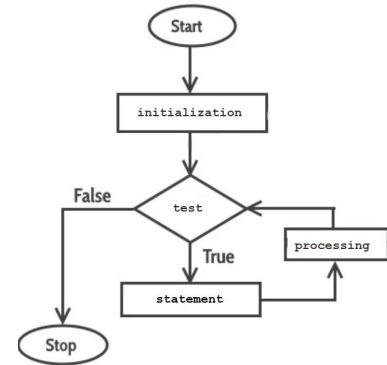 Start
initialization
False
test
processing
True
statement
Stop